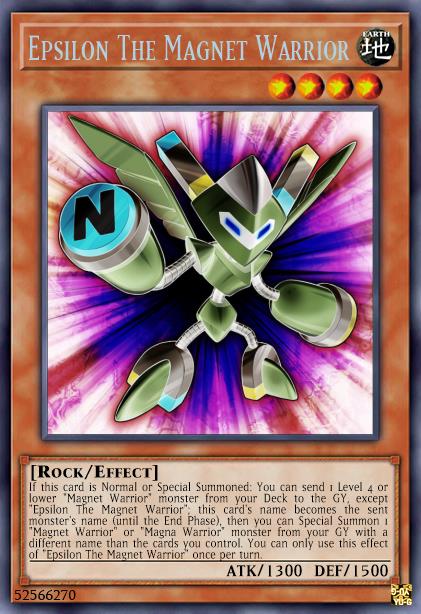 Epsilon The Magnet Warrior
EARTH
地
N
[Rock/Effect]
If this card is Normal or Special Summoned: You can send 1 Level 4 or
lower "Magnet Warrior" monster from your Deck to the GY, except
"Epsilon The Magnet Warrior"; this card's name becomes the sent
monster's name (until the End Phase), then you can Special Summon 1
"Magnet Warrior" or "Magna Warrior" monster from your GY with a
different name than the cards you control. You can only use this effect
of "Epsilon The Magnet Warrior" once per turn.
ATK/1300 DEF/1500
52566270